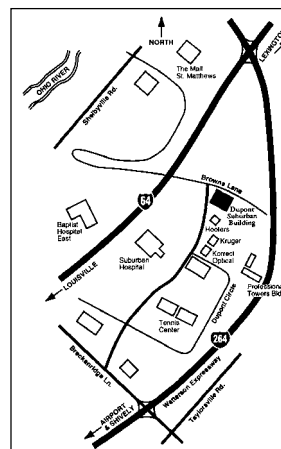 NORTH
LEXINGTON
The Mall
St. Matthews
OHIO RIVER
Shelbyville Rd.
Browns Lane
64
Dupont
Suburban
Building
Baptist
Hospital
East
Hooters
Kruger
Korrect
Optical
Suburban
Hospital
LOUISVILLE
Professional
Towers Bld
Dupont Circle
Tennis
Center
264
Breckenridge Ln.
Watterson Expressway
Taylorsville Rd.
AIRPORT
& SHIVELY